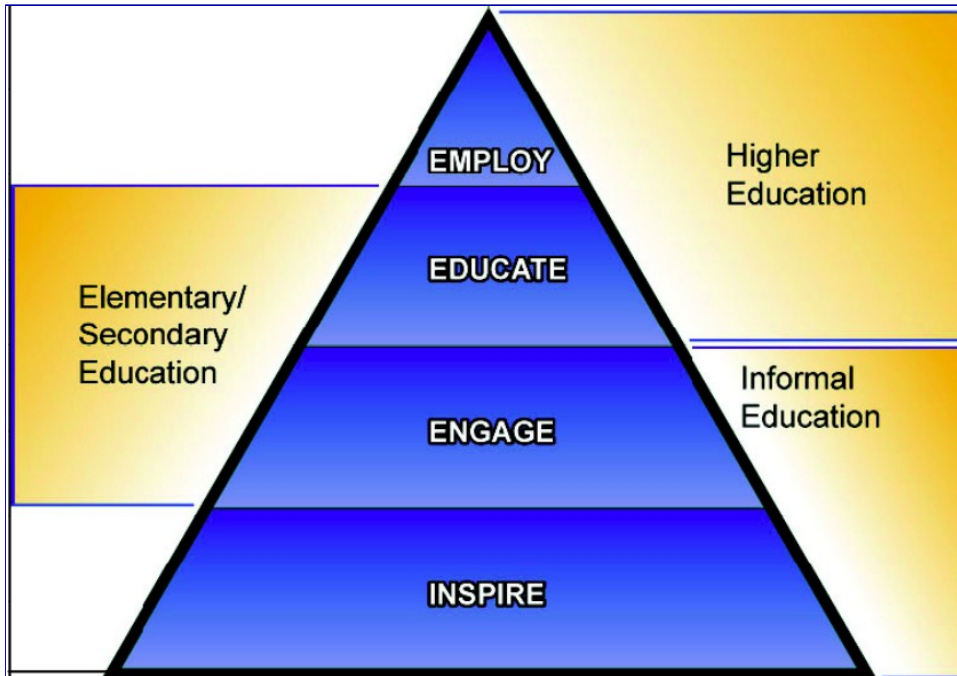 EMPLOY
Higher
Education
EDUCATE
Elementary/
Secondary
Education
Informal
Education
ENGAGE
INSPIRE